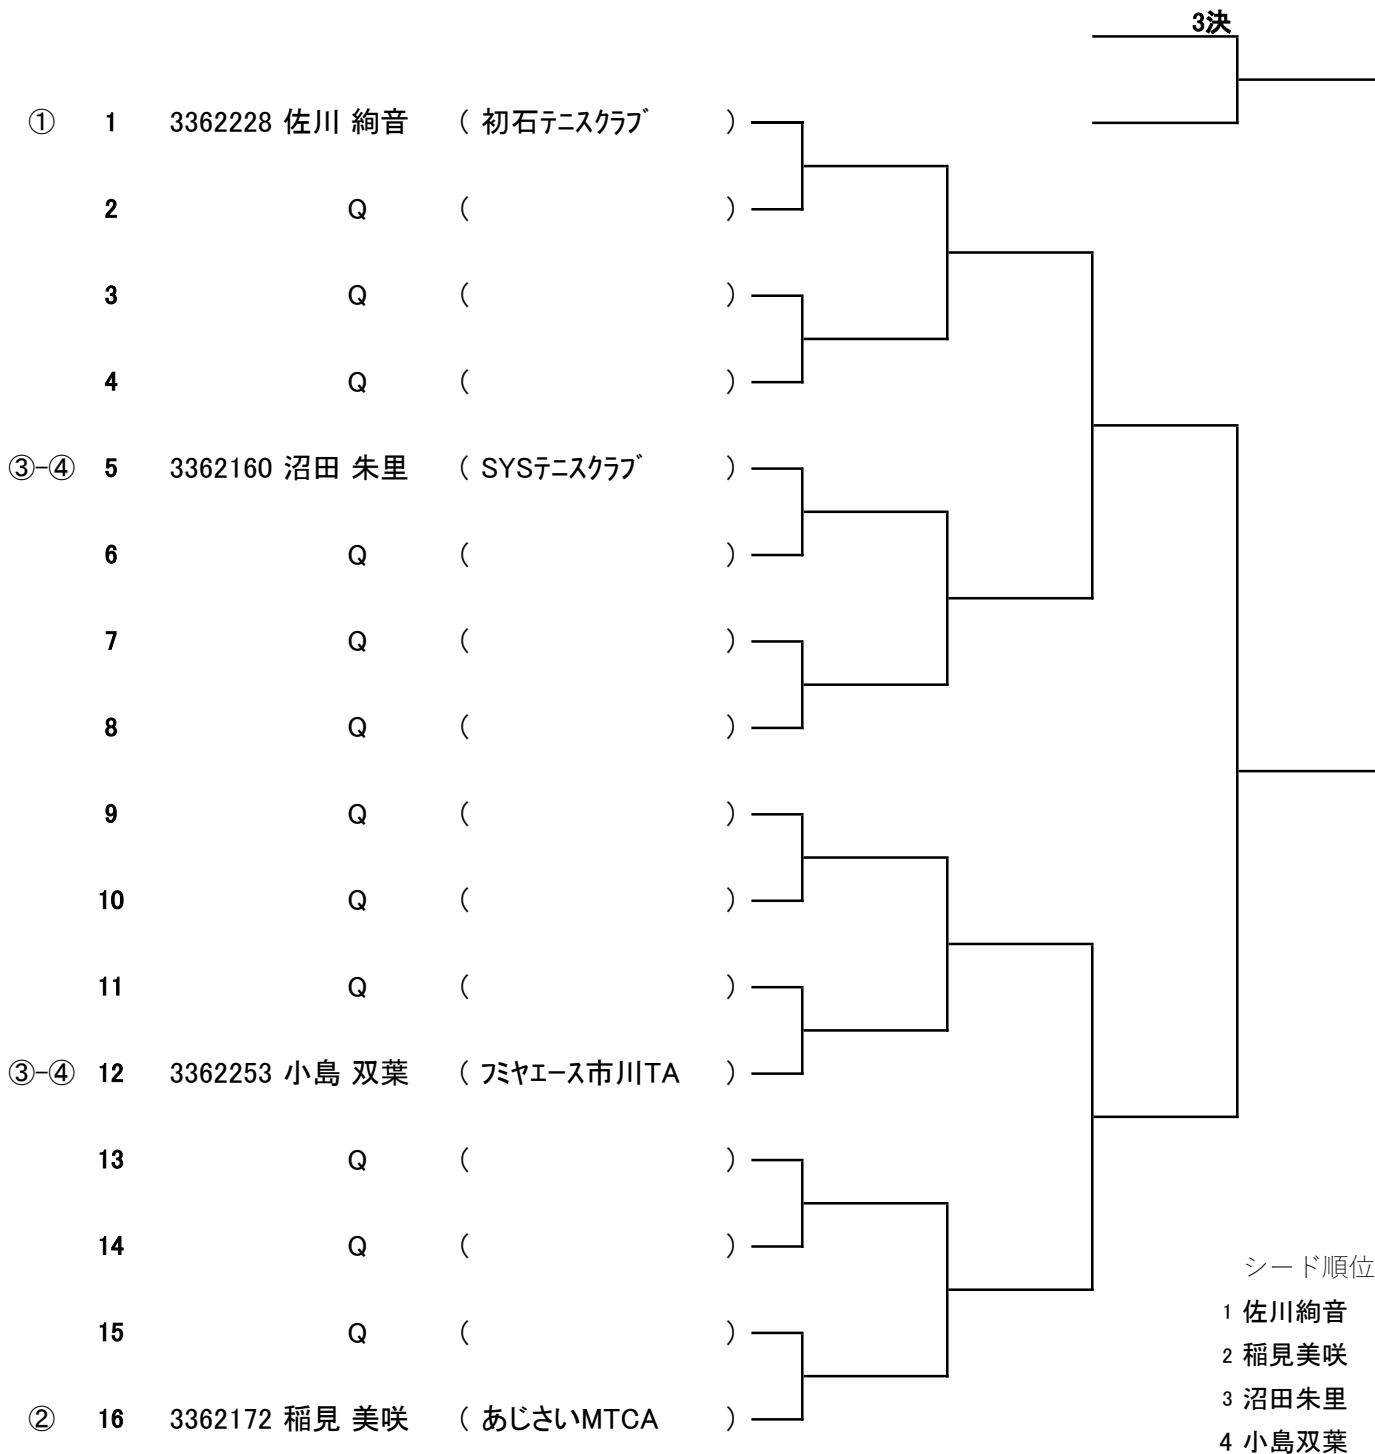 3決
① 1 3362228 佐川 絢音 ( 初石ﾃﾆｽｸﾗﾌﾞ )
2 Q ( )
3 Q ( )
4 Q ( )
③-④ 5 3362160 沼田 朱里 ( SYSﾃﾆｽｸﾗﾌﾞ )
6 Q ( )
7 Q ( )
8 Q ( )
9 Q ( )
10 Q ( )
11 Q ( )
③-④ 12 3362253 小島 双葉 ( ﾌﾐﾔｴｰｽ市川TA )
13 Q ( )
14 Q ( )
15 Q ( )
② 16 3362172 稲見 美咲 ( あじさいMTCA )
シード順位
1 佐川絢音
2 稲見美咲
3 沼田朱里
4 小島双葉